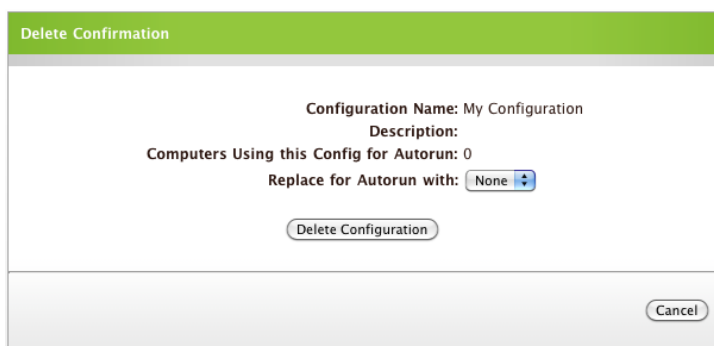 Delete Confirmation
Configuration Name: My Configuration
Description:
Computers Using this Config for Autorun: 0
Replace for Autorun with: None
Delete Configuration
Cancel